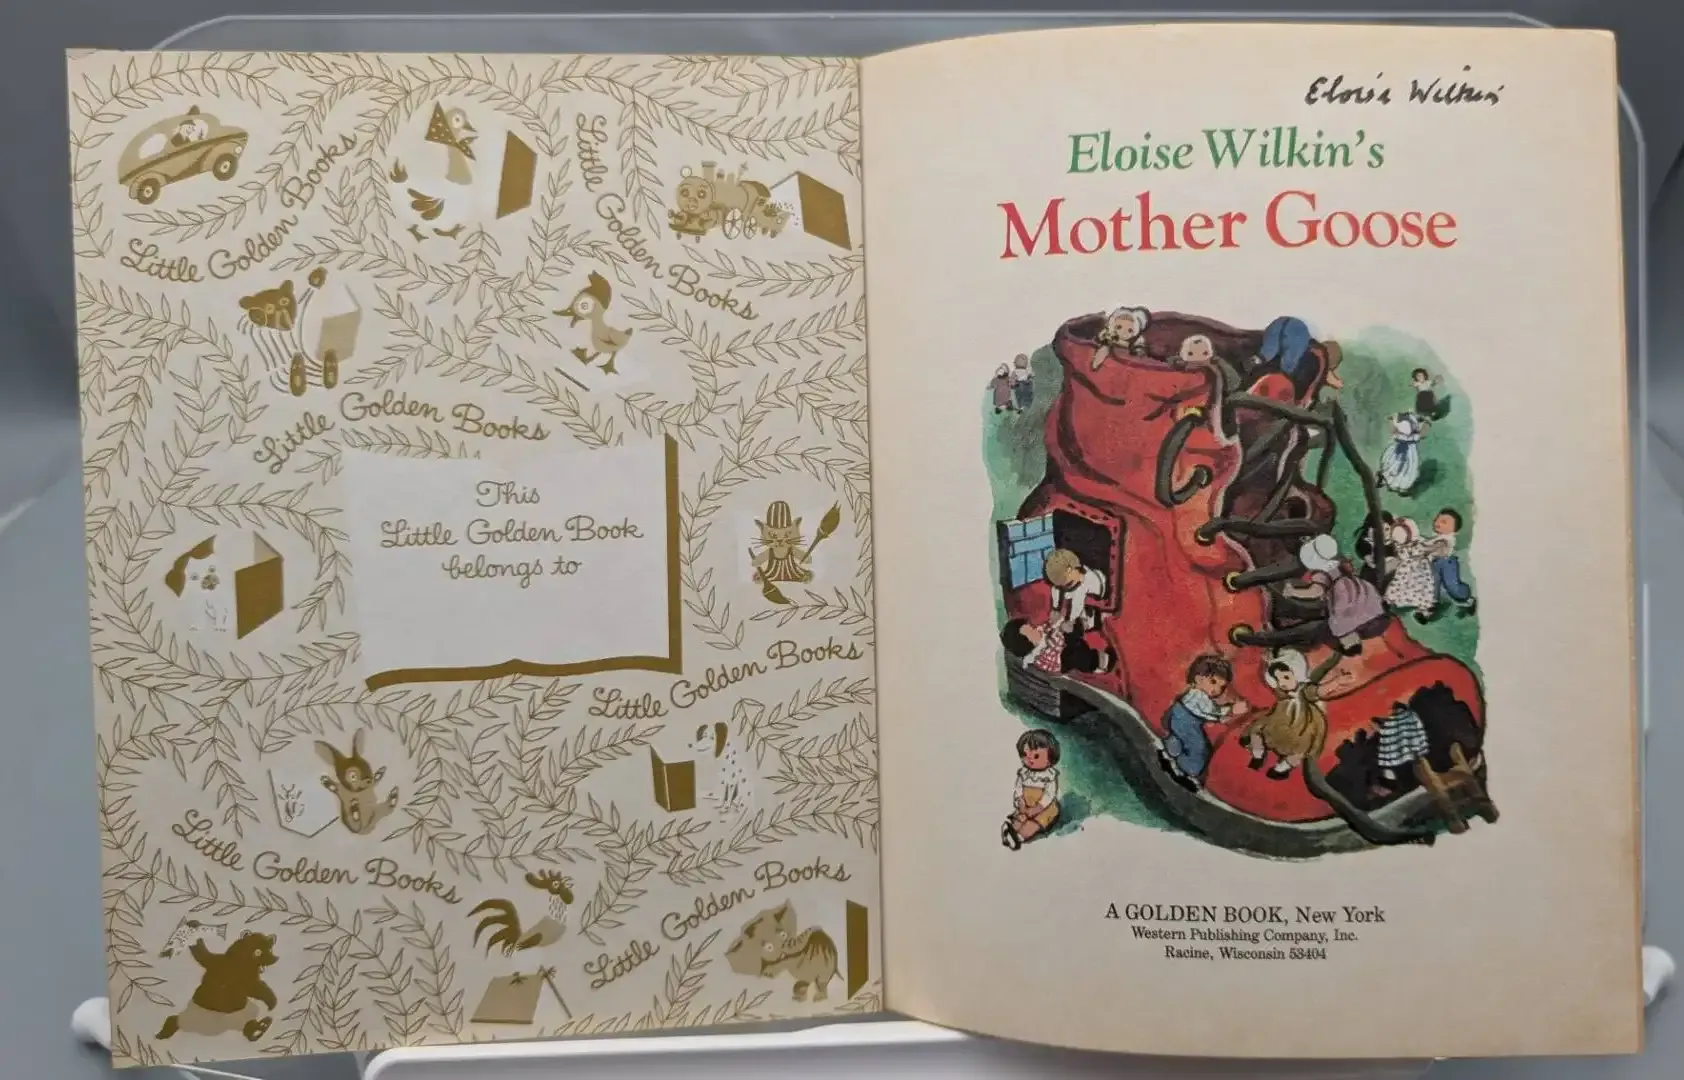 Little Golden Books
Little Golden Books
Little Golden Books
This
Little Golden Book
belongs to
Little Golden Books
Little Golden Books
Little Golden Books
Eloise Wilkin
Eloise Wilkin's
Mother Goose
A GOLDEN BOOK, New York
Western Publishing Company, Inc.
Racine, Wisconsin 53404